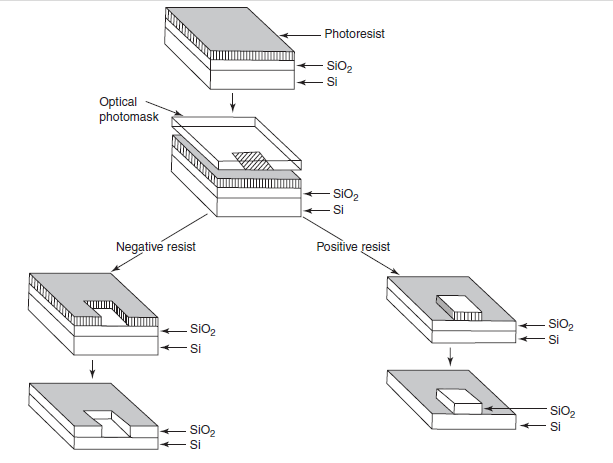 Photoresist
SiO2
Si
Optical
photomask
SiO2
Si
Negative resist
Positive resist
SiO2
Si
SiO2
Si
SiO2
Si
SiO2
Si